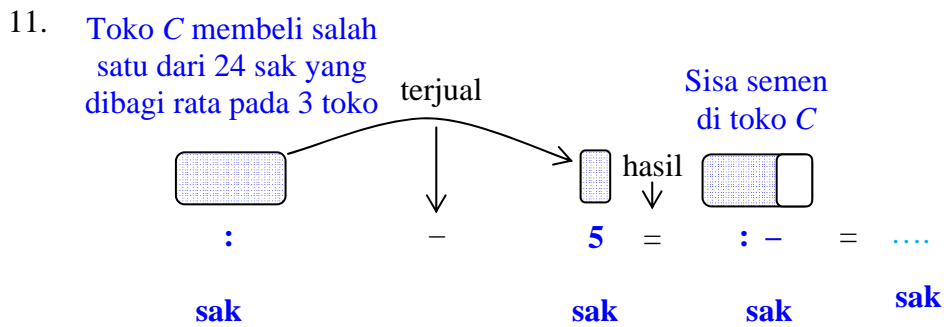 11.
Toko C membeli salah
satu dari 24 sak yang
dibagi rata pada 3 toko
terjual
Sisa semen
di toko C
hasil
: – 5 = : – = ....
sak sak sak sak